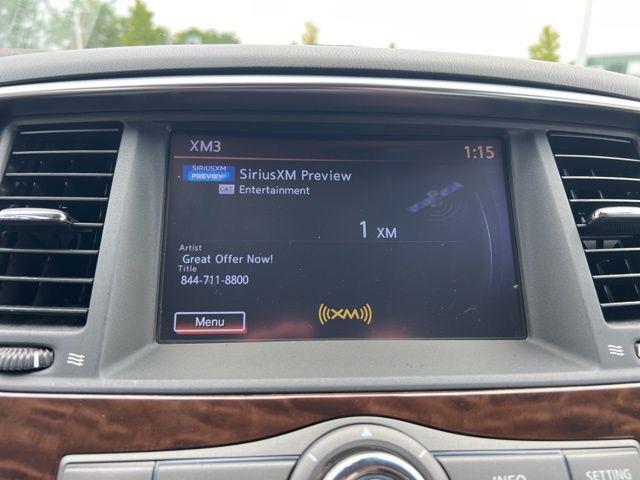 XM3
1:15
SIRIUSXM
PREVIEW
SiriusXM Preview
CAT
Entertainment
1 XM
Artist
Great Offer Now!
Title
844-711-8800
Menu
(((XM)))
INFO
SETTING